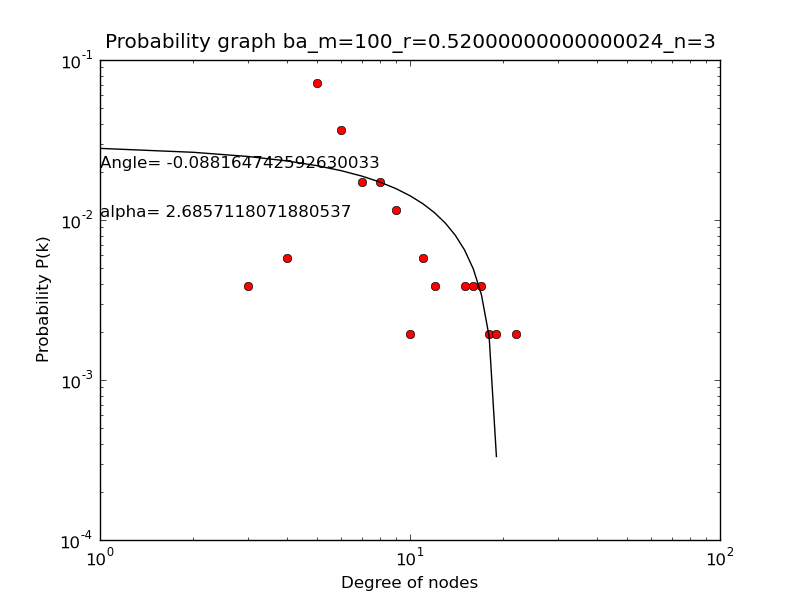 Probability graph ba_m=100_r=0.52000000000000024_n=3
10^-1
Angle= -0.088164742592630033
alpha= 2.6857118071880537
10^-2
Probability P(k)
10^-3
10^-4
10^0 10^1 10^2
Degree of nodes